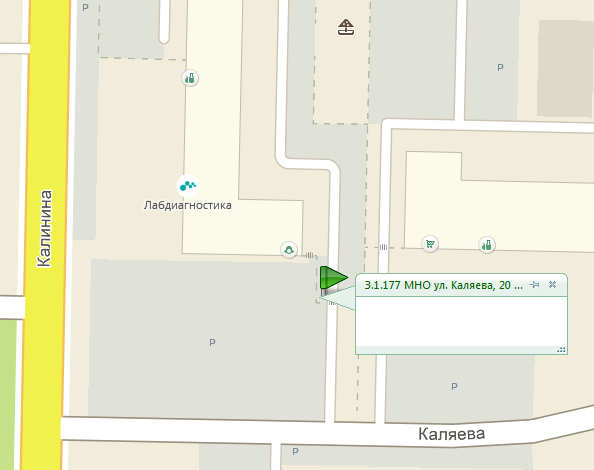 P
P
Калинина
Лабдиагностика
3.1.177 МНО ул. Каляева, 20 ...
P
P
Каляева
P